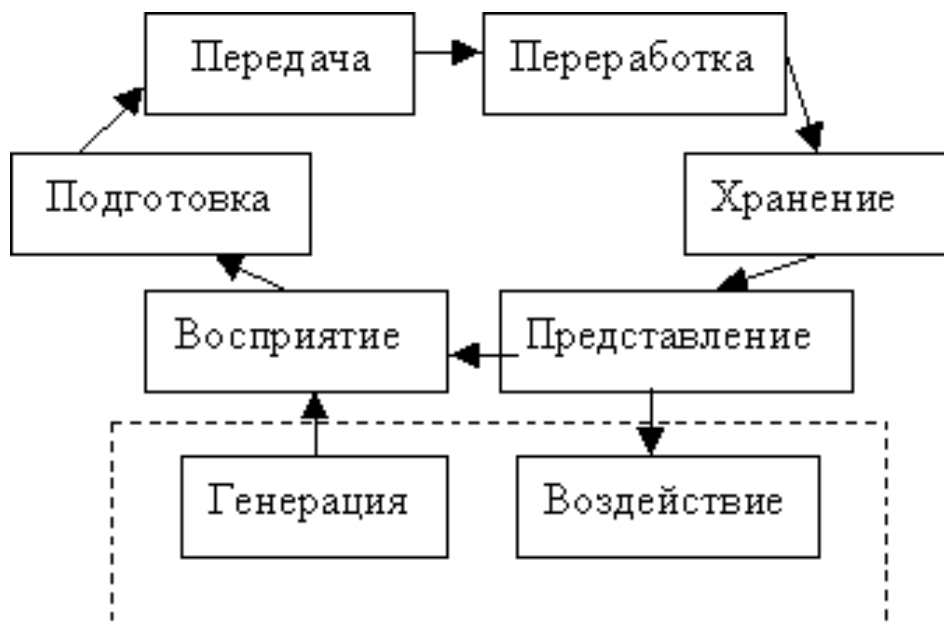 Передача
Переработка
Подготовка
Хранение
Восприятие
Представление
Генерация
Воздействие